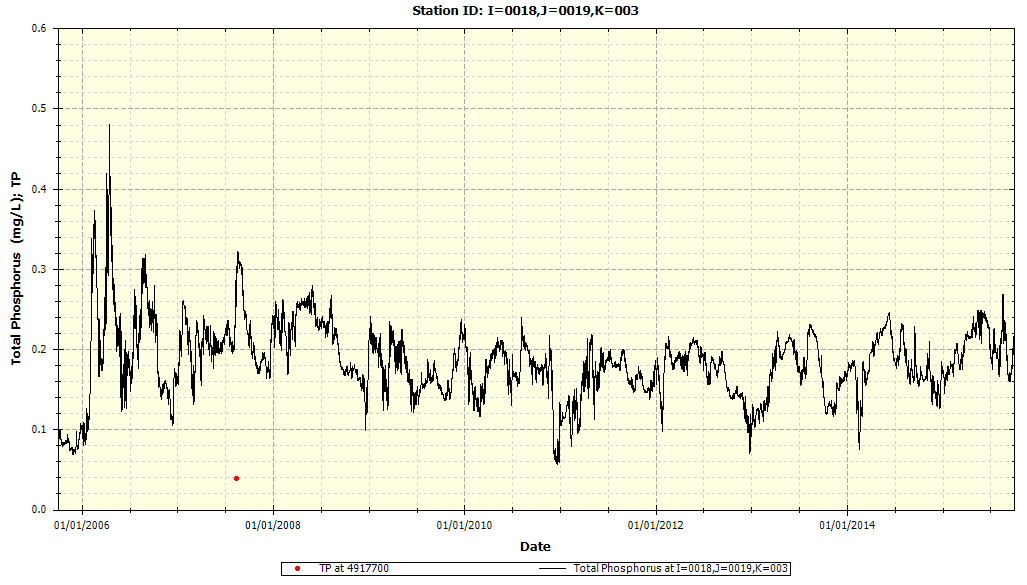 Station ID: I=0018,J=0019,K=003
Total Phosphorus (mg/L); TP
0.6
0.5
0.4
0.3
0.2
0.1
0.0
01/01/2006 01/01/2008 01/01/2010 01/01/2012 01/01/2014
Date
TP at 4917700 Total Phosphorus at I=0018,J=0019,K=003